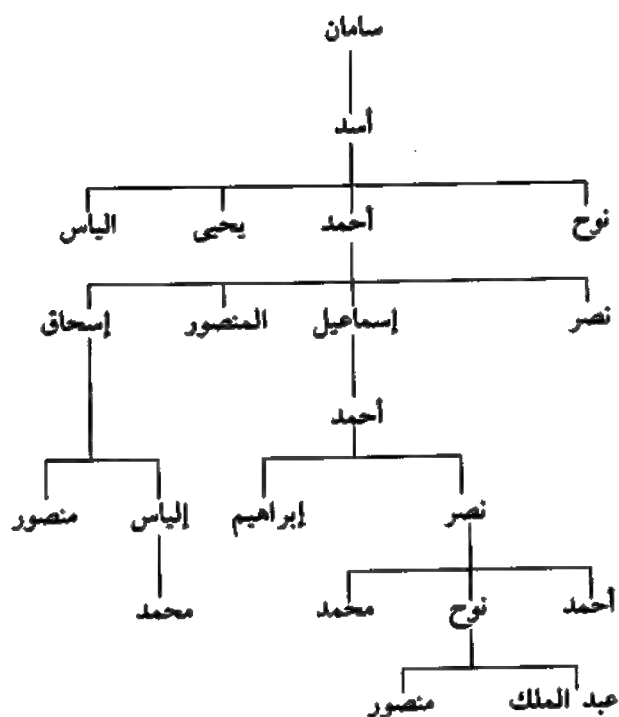 سامان
أسد
نوح أحمد يحيى الياس
نصر إسماعيل المنصور إسحاق
أحمد
نصر إبراهيم إلياس منصور
أحمد نوح محمد محمد
عبد الملك منصور